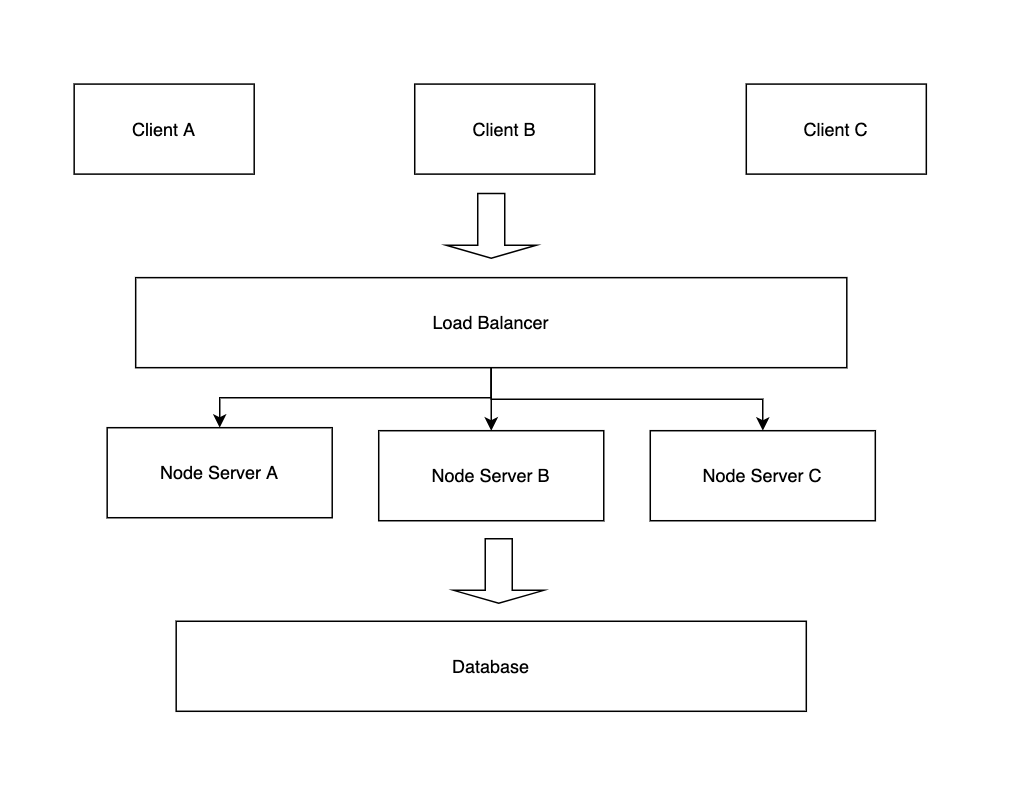 Client A
Client B
Client C
Load Balancer
Node Server A
Node Server B
Node Server C
Database